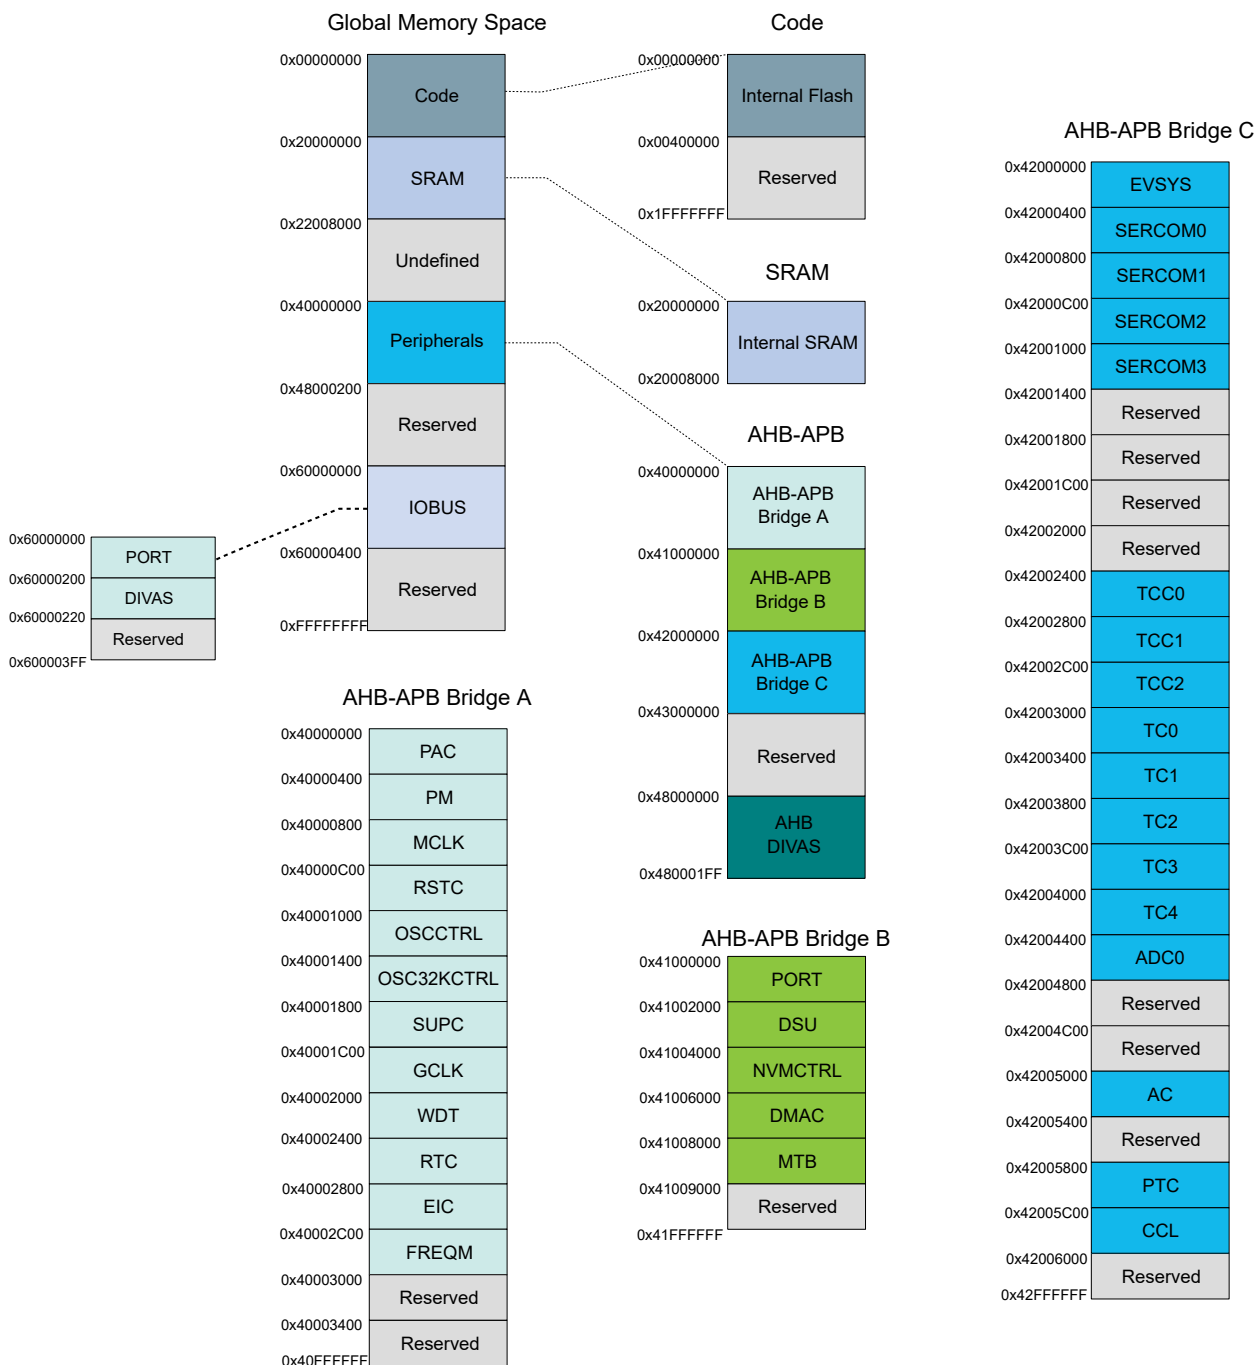 Global Memory Space
0x00000000
Code
0x20000000
SRAM
0x22008000
Undefined
0x40000000
Peripherals
0x48000200
Reserved
0x60000000
IOBUS
0x60000400
Reserved
0xFFFFFFFF
0x60000000
PORT
0x60000200
DIVAS
0x60000220
Reserved
0x600003FF
Code
0x00000000
Internal Flash
0x00400000
Reserved
0x1FFFFFFF
SRAM
0x20000000
Internal SRAM
0x20008000
AHB-APB
0x40000000
AHB-APB
Bridge A
0x41000000
AHB-APB
Bridge B
0x42000000
AHB-APB
Bridge C
0x43000000
Reserved
0x48000000
AHB
DIVAS
0x480001FF
AHB-APB Bridge A
0x40000000
PAC
0x40000400
PM
0x40000800
MCLK
0x40000C00
RSTC
0x40001000
OSCCTRL
0x40001400
OSC32KCTRL
0x40001800
SUPC
0x40001C00
GCLK
0x40002000
WDT
0x40002400
RTC
0x40002800
EIC
0x40002C00
FREQM
0x40003000
Reserved
0x40003400
Reserved
0x40FFFFFF
AHB-APB Bridge B
0x41000000
PORT
0x41002000
DSU
0x41004000
NVMCTRL
0x41006000
DMAC
0x41008000
MTB
0x41009000
Reserved
0x41FFFFFF
AHB-APB Bridge C
0x42000000
EVSYS
0x42000400
SERCOM0
0x42000800
SERCOM1
0x42000C00
SERCOM2
0x42001000
SERCOM3
0x42001400
Reserved
0x42001800
Reserved
0x42001C00
Reserved
0x42002000
Reserved
0x42002400
TCC0
0x42002800
TCC1
0x42002C00
TCC2
0x42003000
TC0
0x42003400
TC1
0x42003800
TC2
0x42003C00
TC3
0x42004000
TC4
0x42004400
ADC0
0x42004800
Reserved
0x42004C00
Reserved
0x42005000
AC
0x42005400
Reserved
0x42005800
PTC
0x42005C00
CCL
0x42006000
Reserved
0x42FFFFFF